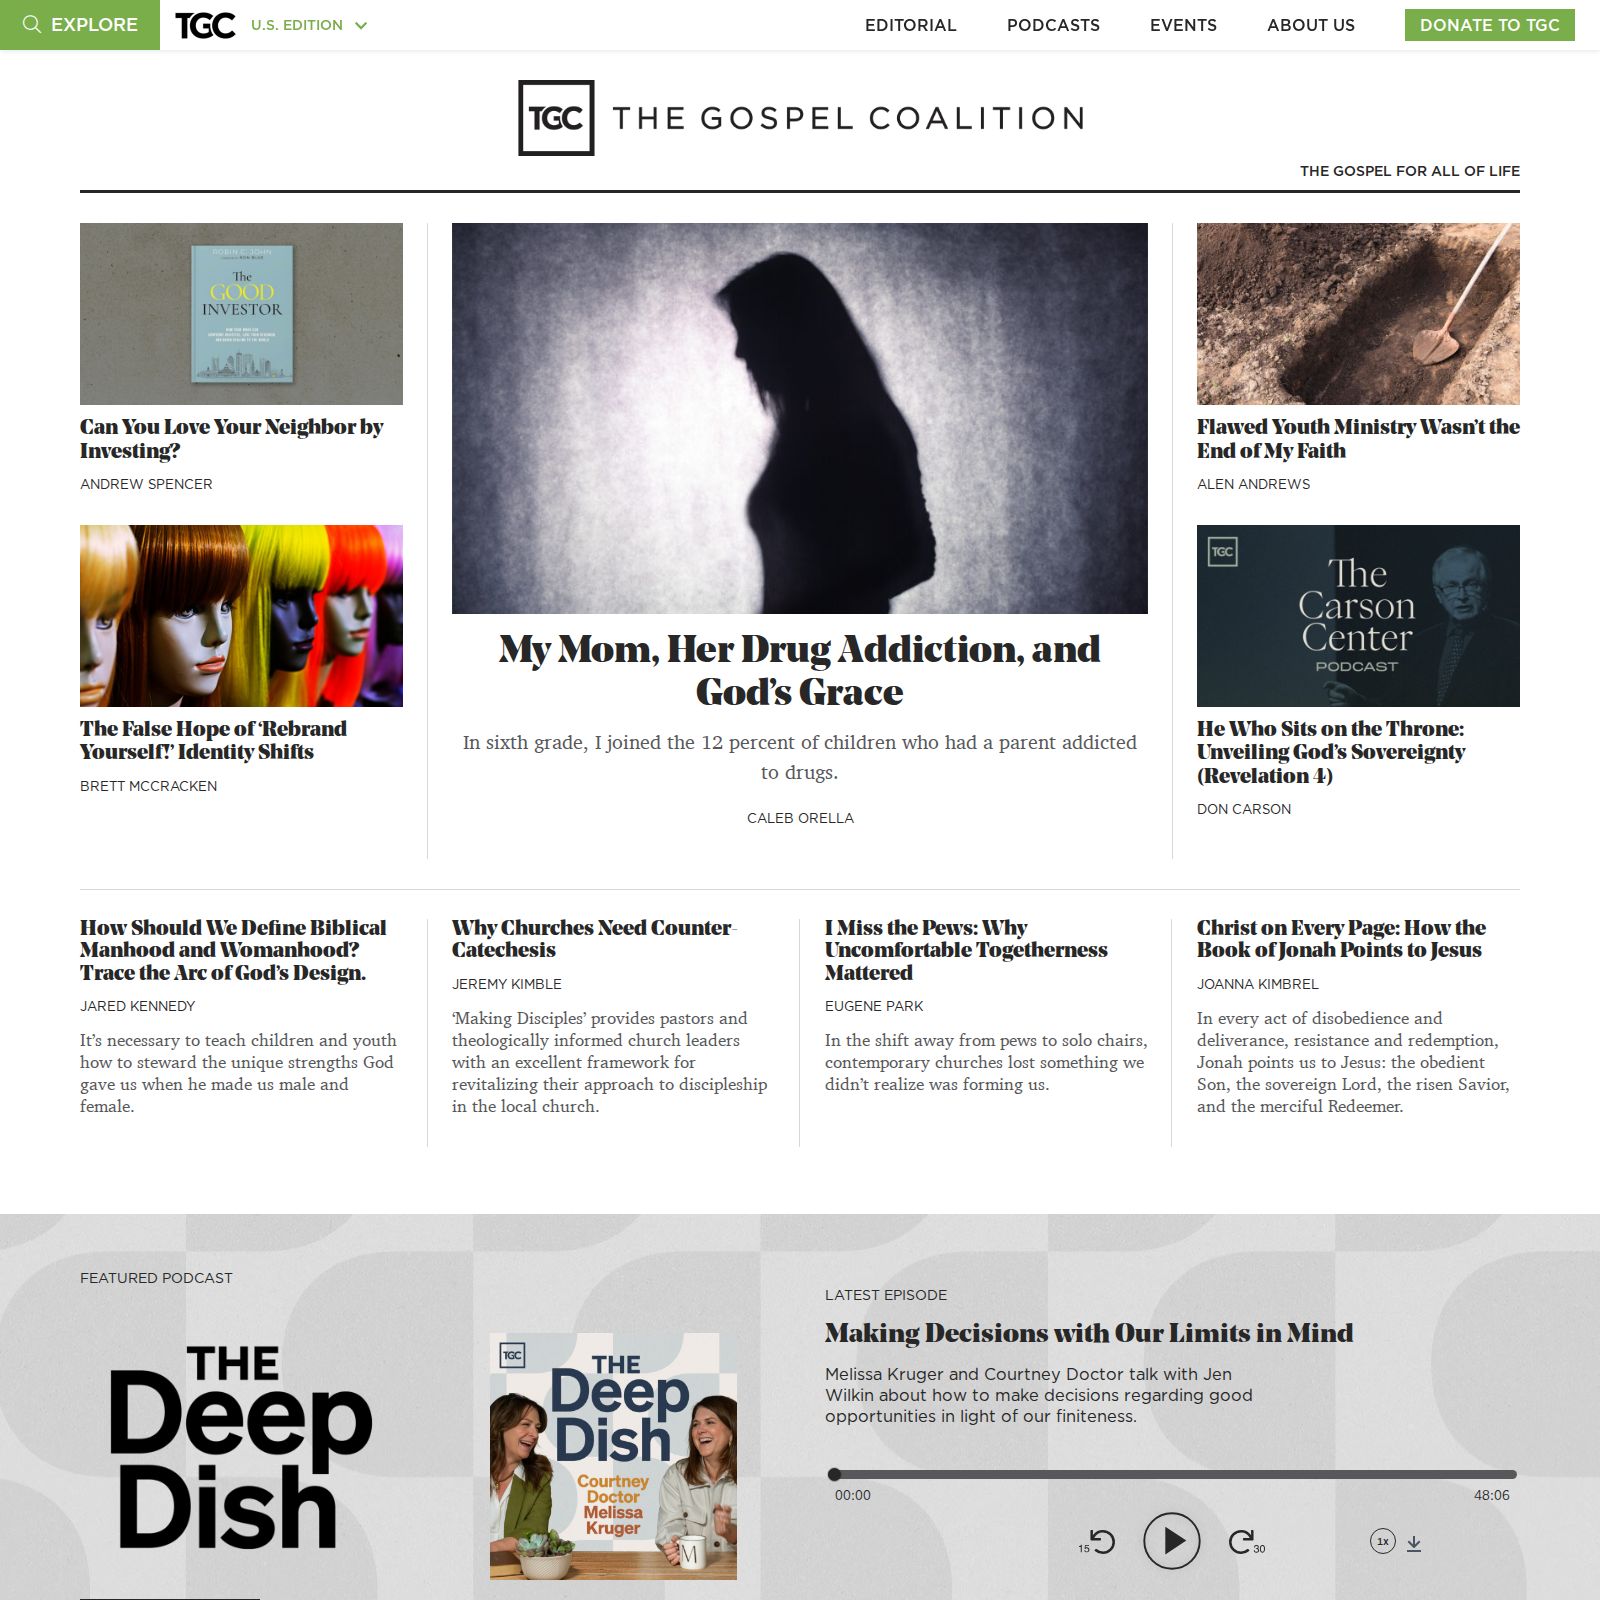 EXPLORE
TGC
U.S. EDITION
EDITORIAL
PODCASTS
EVENTS
ABOUT US
DONATE TO TGC
TGC THE GOSPEL COALITION
THE GOSPEL FOR ALL OF LIFE
ROBIN C. JOHN
The
GOOD
INVESTOR
Can You Love Your Neighbor by
Investing?
ANDREW SPENCER
The False Hope of ‘Rebrand
Yourself!’ Identity Shifts
BRETT MCCRACKEN
My Mom, Her Drug Addiction, and
God’s Grace
In sixth grade, I joined the 12 percent of children who had a parent addicted
to drugs.
CALEB ORELLA
Flawed Youth Ministry Wasn’t the
End of My Faith
ALEN ANDREWS
TGC
The
Carson
Center
PODCAST
He Who Sits on the Throne:
Unveiling God’s Sovereignty
(Revelation 4)
DON CARSON
How Should We Define Biblical
Manhood and Womanhood?
Trace the Arc of God’s Design.
JARED KENNEDY
It’s necessary to teach children and youth
how to steward the unique strengths God
gave us when he made us male and
female.
Why Churches Need Counter-
Catechesis
JEREMY KIMBLE
‘Making Disciples’ provides pastors and
theologically informed church leaders
with an excellent framework for
revitalizing their approach to discipleship
in the local church.
I Miss the Pews: Why
Uncomfortable Togetherness
Mattered
EUGENE PARK
In the shift away from pews to solo chairs,
contemporary churches lost something we
didn’t realize was forming us.
Christ on Every Page: How the
Book of Jonah Points to Jesus
JOANNA KIMBREL
In every act of disobedience and
deliverance, resistance and redemption,
Jonah points us to Jesus: the obedient
Son, the sovereign Lord, the risen Savior,
and the merciful Redeemer.
FEATURED PODCAST
THE
Deep
Dish
TGC
THE
Deep
Dish
Courtney
Doctor
Melissa
Kruger
M
LATEST EPISODE
Making Decisions with Our Limits in Mind
Melissa Kruger and Courtney Doctor talk with Jen
Wilkin about how to make decisions regarding good
opportunities in light of our finiteness.
00:00
48:06
15
30
1x